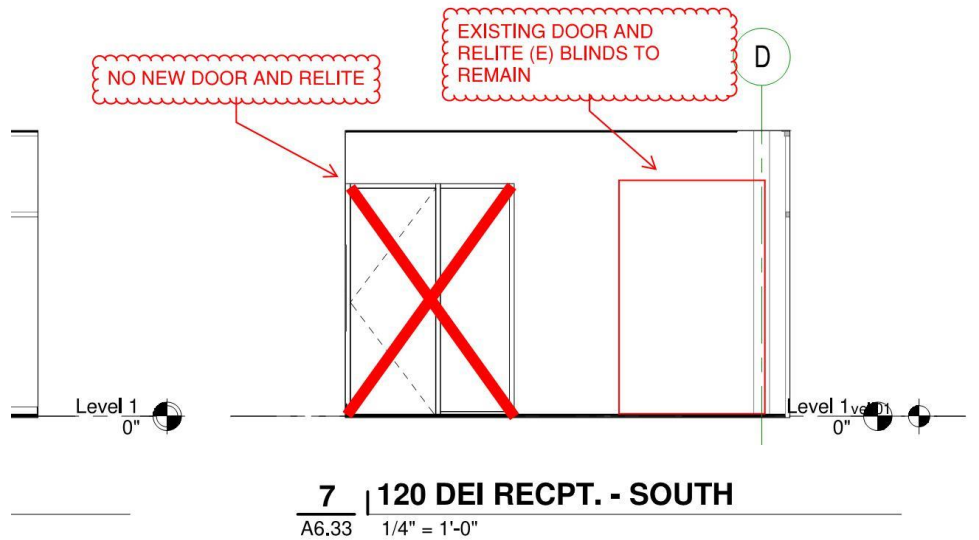 NO NEW DOOR AND RELITE
EXISTING DOOR AND
RELITE (E) BLINDS TO
REMAIN
D
Level 1
0"
Level 1
0"
7
120 DEI RECPT. - SOUTH
A6.33
1/4" = 1'-0"